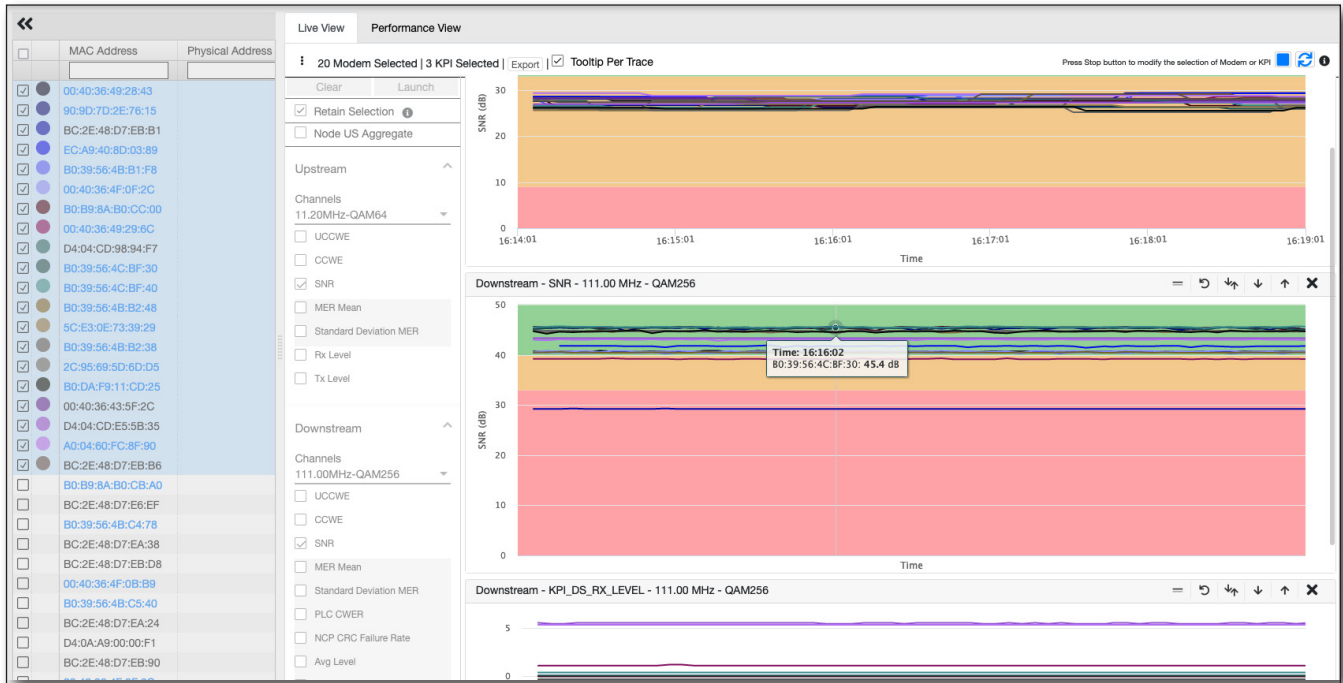 «
Live View Performance View
MAC Address Physical Address
20 Modem Selected | 3 KPI Selected | Export | Tooltip Per Trace
Press Stop button to modify the selection of Modem or KPI
00:40:36:49:28:43
90:9D:7D:2E:76:15
BC:2E:48:D7:EB:B1
EC:A9:40:8D:03:89
B0:39:56:4B:B1:F8
00:40:36:4F:0F:2C
B0:B9:8A:B0:CC:00
00:40:36:49:29:6C
D4:04:CD:98:94:F7
B0:39:56:4C:BF:30
B0:39:56:4C:BF:40
B0:39:56:4B:B2:48
5C:E3:0E:73:39:29
B0:39:56:4B:B2:38
2C:95:69:5D:6D:D5
B0:DA:F9:11:CD:25
00:40:36:43:5F:2C
D4:04:CD:E5:5B:35
A0:04:60:FC:8F:90
BC:2E:48:D7:EB:B6
B0:B9:8A:B0:CB:A0
BC:2E:48:D7:E6:EF
B0:39:56:4B:C4:78
BC:2E:48:D7:EA:38
BC:2E:48:D7:EB:D8
00:40:36:4F:0B:B9
B0:39:56:4B:C5:40
BC:2E:48:D7:EA:24
D4:0A:A9:00:00:F1
BC:2E:48:D7:EB:90
Clear Launch
Retain Selection
Node US Aggregate
Upstream
Channels
11.20MHz-QAM64
UCCWE
CCWE
SNR
MER Mean
Standard Deviation MER
Rx Level
Tx Level
Downstream
Channels
111.00MHz-QAM256
UCCWE
CCWE
SNR
MER Mean
Standard Deviation MER
PLC CWER
NCP CRC Failure Rate
Avg Level
SNR (dB)
30
20
10
0
16:14:01 16:15:01 16:16:01 16:17:01 16:18:01 16:19:01
Time
Downstream - SNR - 111.00 MHz - QAM256
SNR (dB)
50
40
30
20
10
0
Time: 16:16:02
B0:39:56:4C:BF:30: 45.4 dB
Time
Downstream - KPI_DS_RX_LEVEL - 111.00 MHz - QAM256
5
0